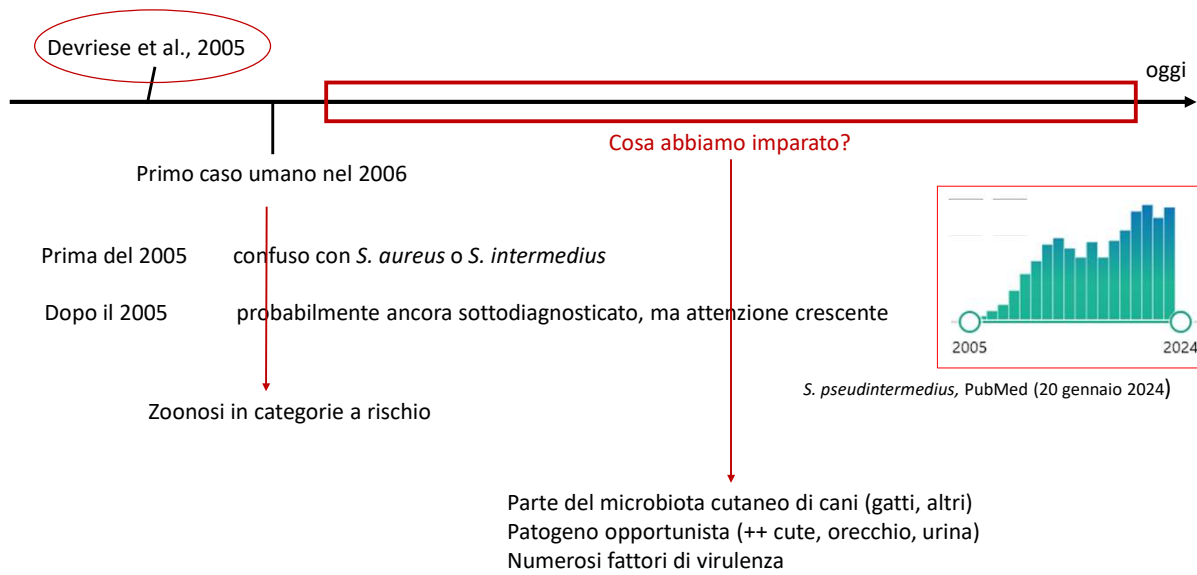 Devriese et al., 2005
oggi
Cosa abbiamo imparato?
Primo caso umano nel 2006
Prima del 2005 confuso con S. aureus o S. intermedius
Dopo il 2005 probabilmente ancora sottodiagnosticato, ma attenzione crescente
2005 2024
S. pseudintermedius, PubMed (20 gennaio 2024)
Zoonosi in categorie a rischio
Parte del microbiota cutaneo di cani (gatti, altri)
Patogeno opportunista (++ cute, orecchio, urina)
Numerosi fattori di virulenza